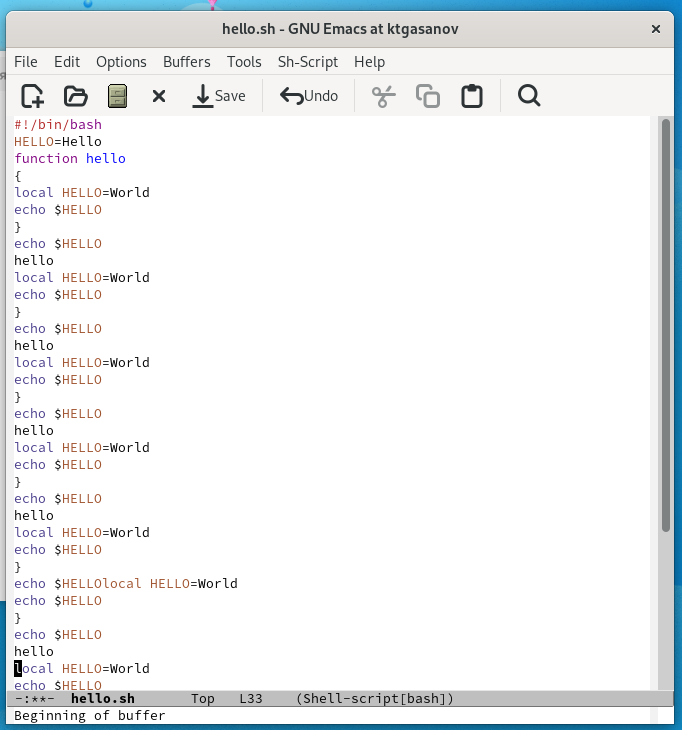 hello.sh - GNU Emacs at ktgasanov
File Edit Options Buffers Tools Sh-Script Help
Save Undo
#!/bin/bash
HELLO=Hello
function hello
{
local HELLO=World
echo $HELLO
}
echo $HELLO
hello
local HELLO=World
echo $HELLO
}
echo $HELLO
hello
local HELLO=World
echo $HELLO
}
echo $HELLO
hello
local HELLO=World
echo $HELLO
}
echo $HELLO
hello
local HELLO=World
echo $HELLO
}
echo $HELLOlocal HELLO=World
echo $HELLO
}
echo $HELLO
hello
local HELLO=World
echo $HELLO
-:**- hello.sh Top L33 (Shell-script[bash])
Beginning of buffer